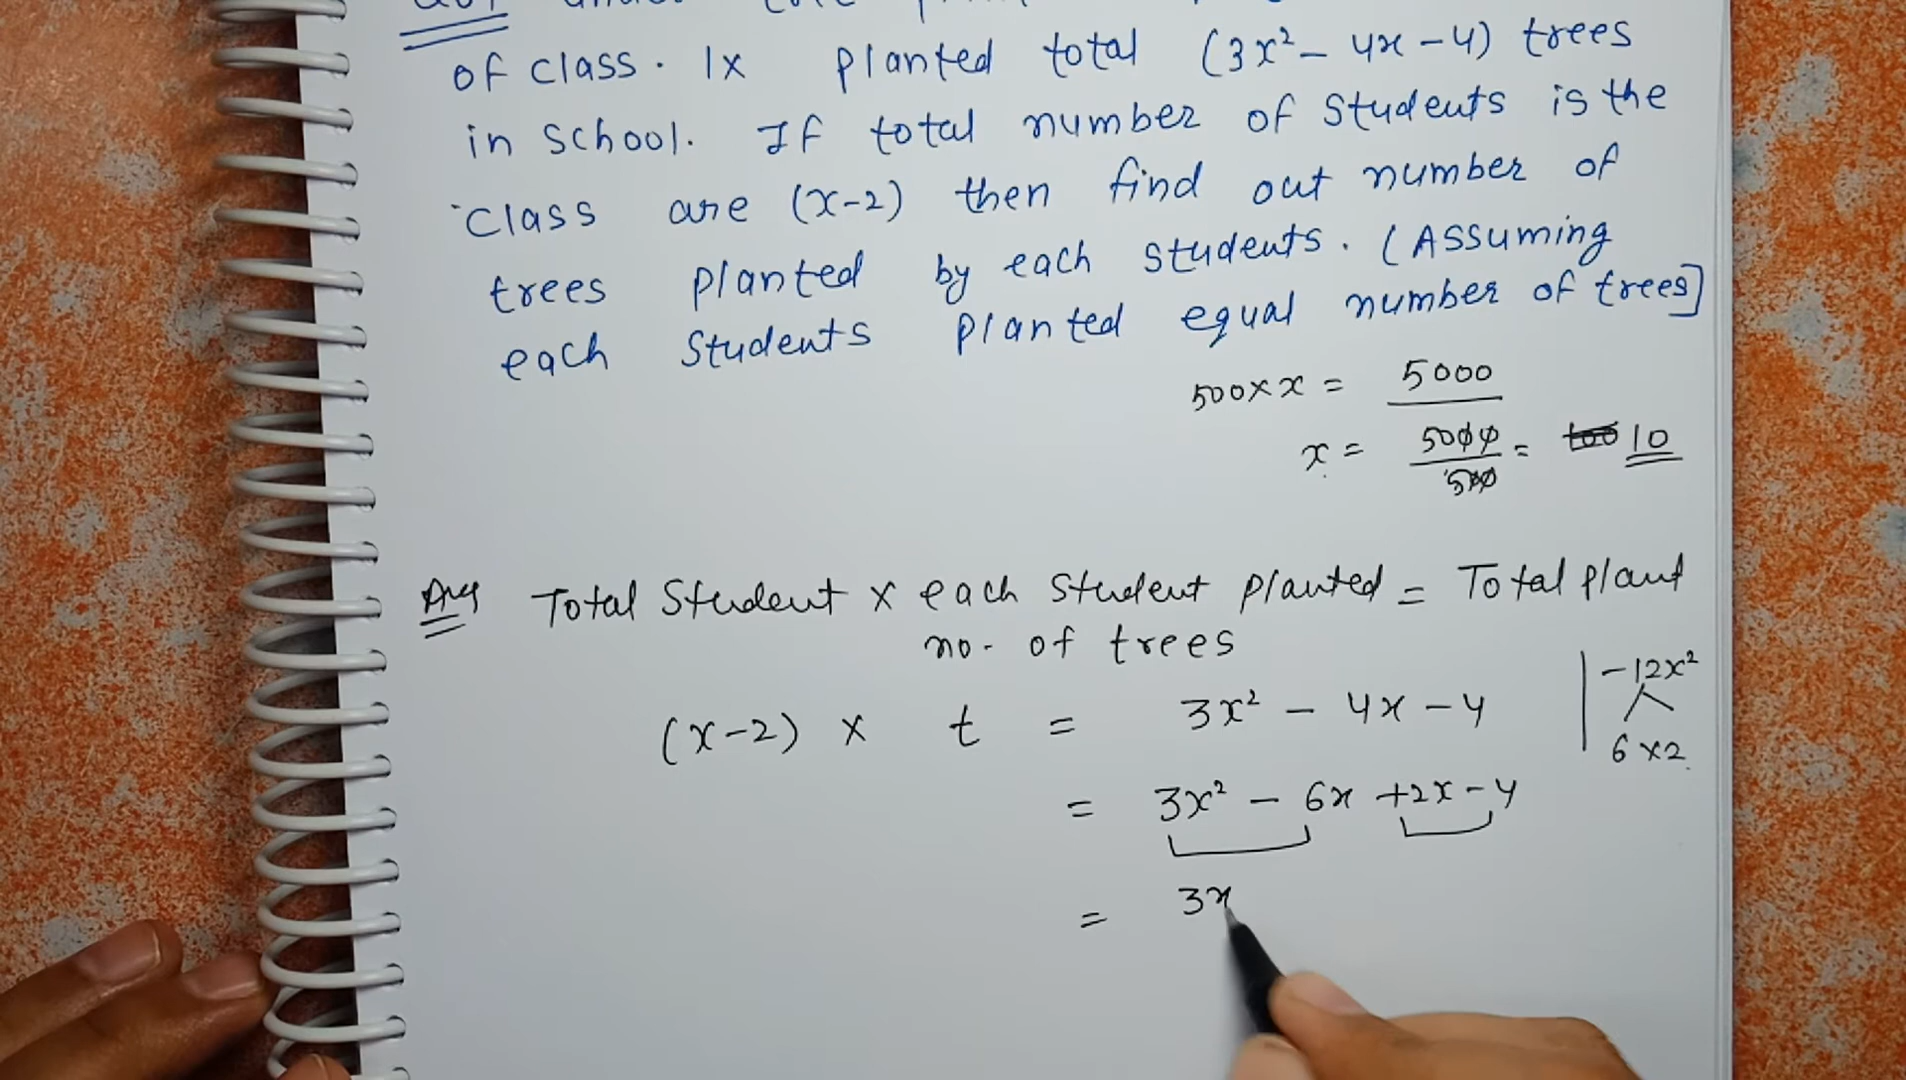 of class. IX planted total (3x² - 4x - 4) trees
in school. If total number of students is the
class are (x-2) then find out number of
trees planted by each students. (Assuming
each students planted equal number of trees]
500 x x = 5000
x = 5000/500 = 10
Ans Total Student x each student planted = Total plant
no. of trees
(x-2) x t = 3x² - 4x - 4
-12x²
6 x 2
= 3x² - 6x + 2x - 4
= 3x